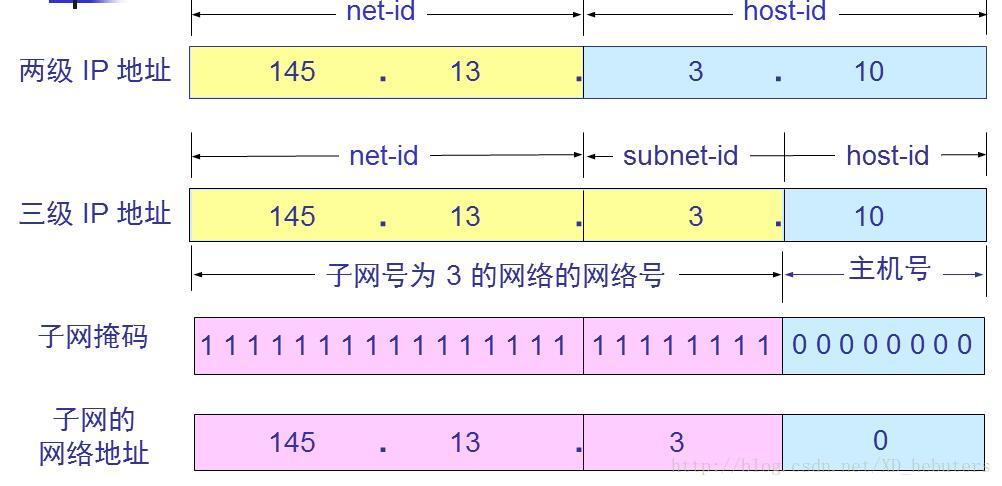 net-id host-id
两级 IP 地址 145 . 13 . 3 . 10
net-id subnet-id host-id
三级 IP 地址 145 . 13 . 3 . 10
子网号为 3 的网络的网络号 主机号
子网掩码 1 1 1 1 1 1 1 1 1 1 1 1 1 1 1 1 1 1 1 1 1 1 1 1 0 0 0 0 0 0 0 0
子网的
网络地址 145 . 13 . 3 0
http://blog.csdn.net/XD_hebuters